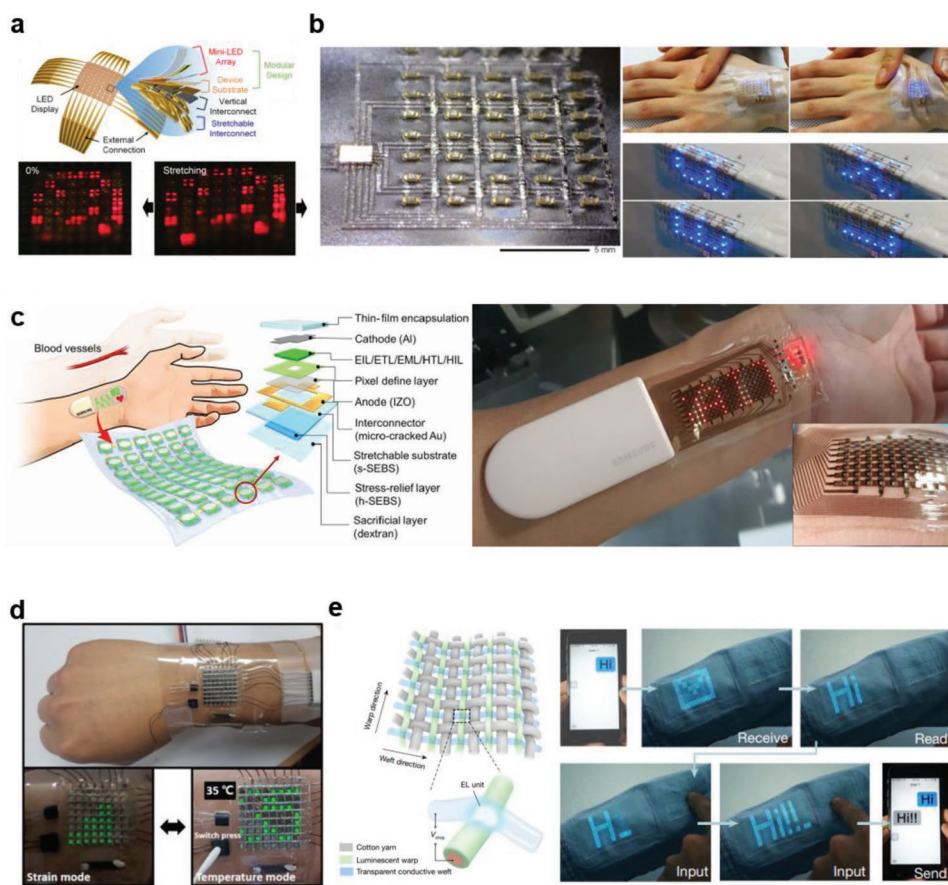 a
Mini-LED
Array
Device
Substrate
Modular
Design
Vertical
Interconnect
Stretchable
Interconnect
LED
Display
External
Connection
0%
Stretching
b
5 mm
c
Blood vessels
Thin-film encapsulation
Cathode (Al)
EIL/ETL/EML/HTL/HIL
Pixel define layer
Anode (IZO)
Interconnector
(micro-cracked Au)
Stretchable substrate
(s-SEBS)
Stress-relief layer
(h-SEBS)
Sacrificial layer
(dextran)
SAMSUNG
d
35 ℃
Switch press
Strain mode
Temperature mode
e
Warp direction
Weft direction
EL unit
Vrms
Cotton yarn
Luminescent warp
Transparent conductive weft
Hi
Receive
Hi
Read
H_
Input
Hi!!_
Input
Hi
Hi!!
Send